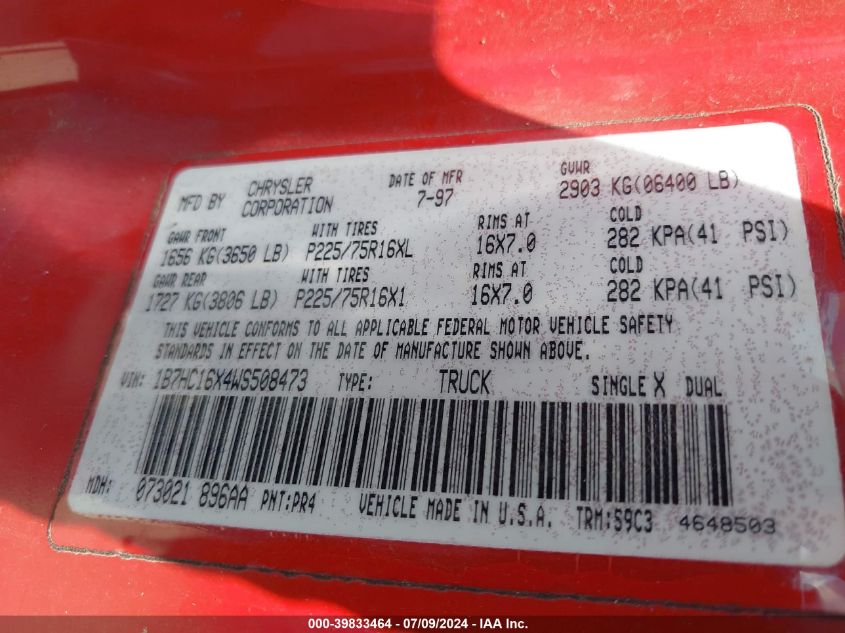 MFD BY CHRYSLER CORPORATION DATE OF MFR 7-97 GVWR 2903 KG(06400 LB)
GAWR FRONT WITH TIRES RIMS AT COLD
1656 KG(3650 LB) P225/75R16XL 16X7.0 282 KPA(41 PSI)
GAWR REAR WITH TIRES RIMS AT COLD
1727 KG(3806 LB) P225/75R16X1 16X7.0 282 KPA(41 PSI)
THIS VEHICLE CONFORMS TO ALL APPLICABLE FEDERAL MOTOR VEHICLE SAFETY
STANDARDS IN EFFECT ON THE DATE OF MANUFACTURE SHOWN ABOVE.
VIN: 1B7HC16X4WS508473 TYPE: TRUCK SINGLE X DUAL
MDH: 073021 896AA PNT:PR4 VEHICLE MADE IN U.S.A. TRM:59C3 4648503
000-39833464 - 07/09/2024 - IAA Inc.